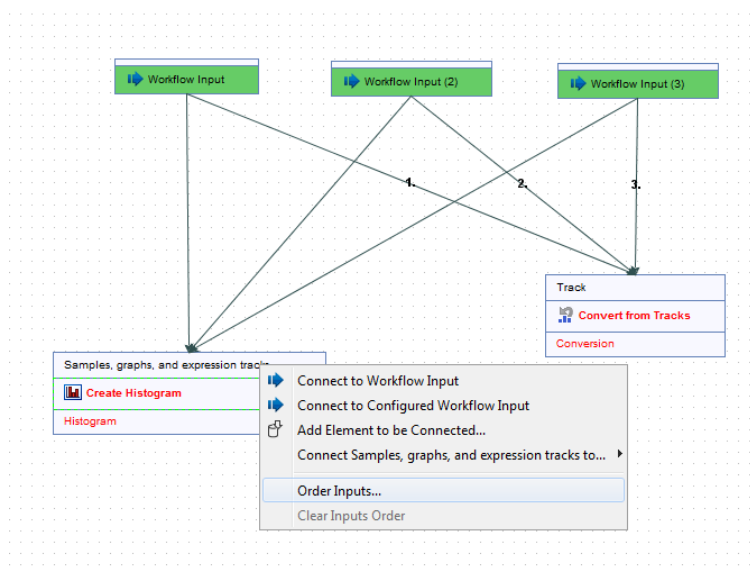 Workflow Input
Workflow Input (2)
Workflow Input (3)
1.
2.
3.
Track
Convert from Tracks
Conversion
Samples, graphs, and expression tracks
Create Histogram
Histogram
Connect to Workflow Input
Connect to Configured Workflow Input
Add Element to be Connected...
Connect Samples, graphs, and expression tracks to...
Order Inputs...
Clear Inputs Order